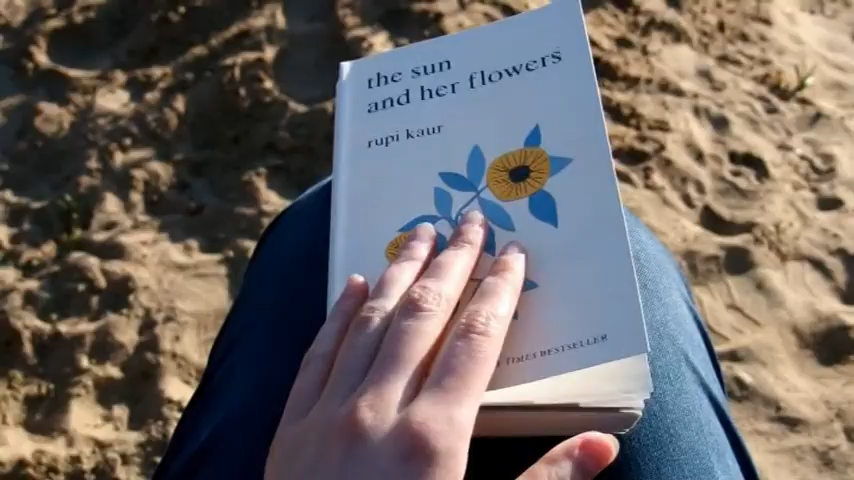 the sun
and her flowers
rupi kaur
TIMES BESTSELLER